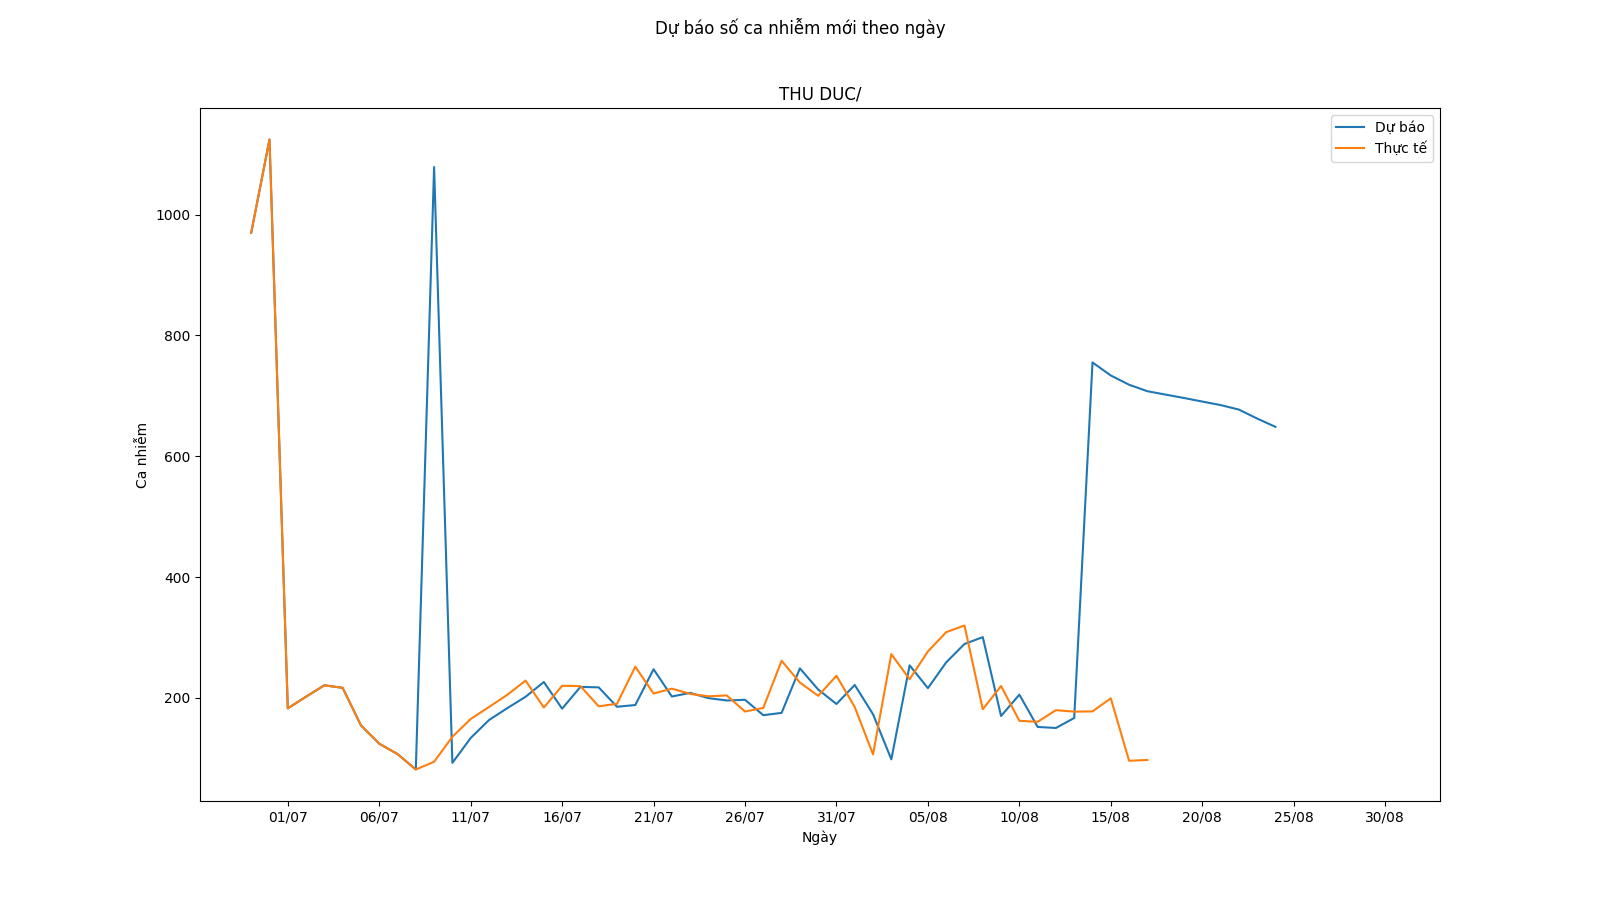 Dự báo số ca nhiễm mới theo ngày
THU DUC/
Dự báo
Thực tế
1000
800
600
400
200
Ca nhiễm
01/07 06/07 11/07 16/07 21/07 26/07 31/07 05/08 10/08 15/08 20/08 25/08 30/08
Ngày